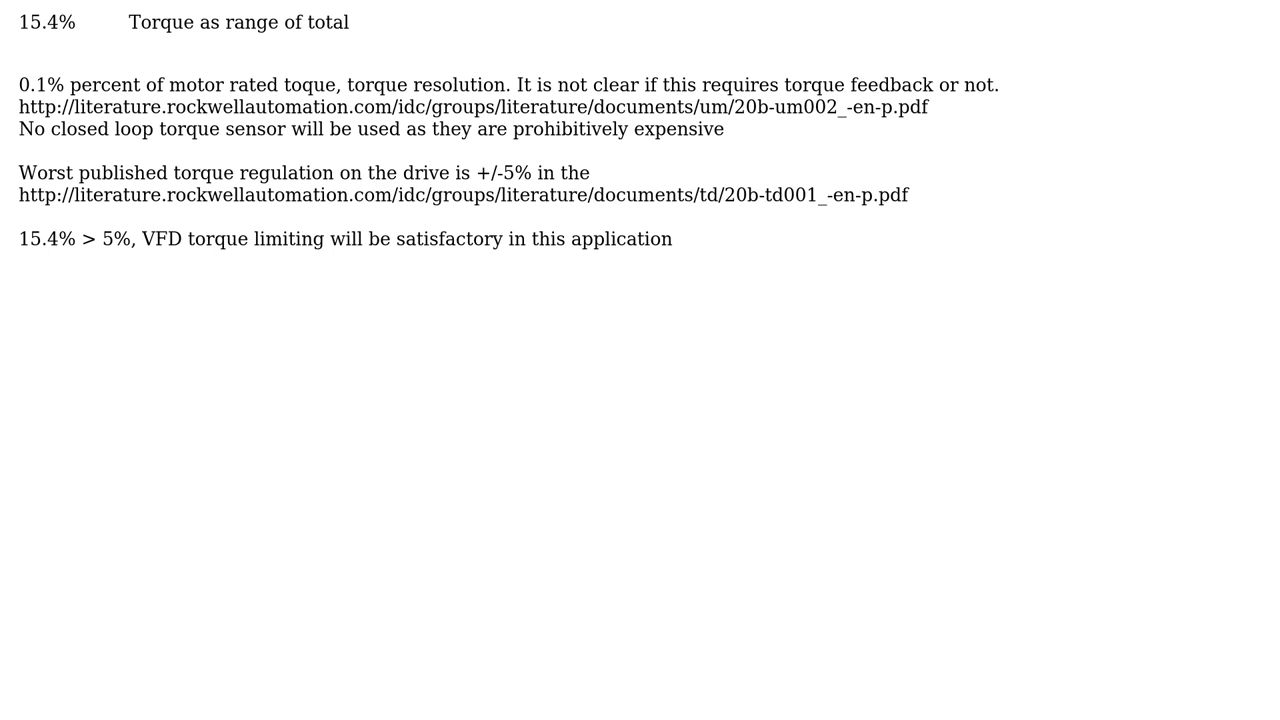 15.4% Torque as range of total
0.1% percent of motor rated toque, torque resolution. It is not clear if this requires torque feedback or not.
http://literature.rockwellautomation.com/idc/groups/literature/documents/um/20b-um002_-en-p.pdf
No closed loop torque sensor will be used as they are prohibitively expensive
Worst published torque regulation on the drive is +/-5% in the
http://literature.rockwellautomation.com/idc/groups/literature/documents/td/20b-td001_-en-p.pdf
15.4% > 5%, VFD torque limiting will be satisfactory in this application